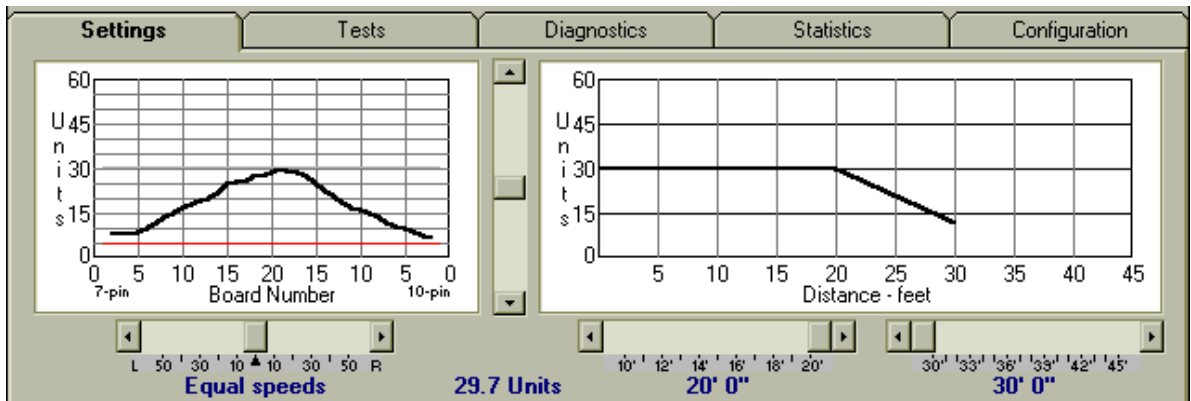 Settings Tests Diagnostics Statistics Configuration
60
45
30
15
0
Units
0 5 10 15 20 15 10 5 0
7-pin Board Number 10-pin
60
45
30
15
0
Units
5 10 15 20 25 30 35 40 45
Distance - feet
L 50 30 10 10 30 50 R
10' 12' 14' 16' 18' 20'
30' 33' 36' 39' 42' 45'
Equal speeds 29.7 Units 20' 0" 30' 0"